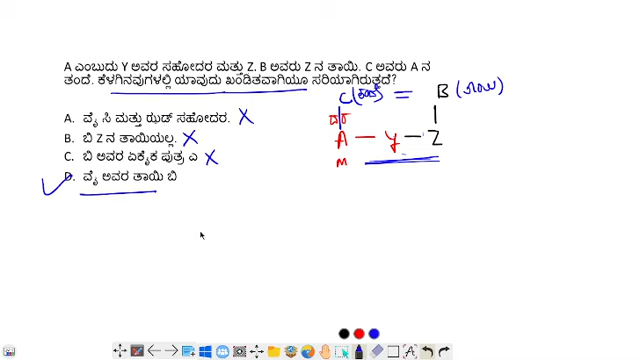 A ಎಂಬುದು Y ಅವರ ಸಹೋದರ ಮತ್ತು Z. B ಅವರು Z ನ ತಾಯಿ. C ಅವರು A ನ
ತಂದೆ. ಕೆಳಗಿನವುಗಳಲ್ಲಿ ಯಾವುದು ಖಂಡಿತವಾಗಿಯೂ ಸರಿಯಾಗಿರುತ್ತದೆ?
A. ವೈ ಸಿ ಮತ್ತು ಝಡ್ ಸಹೋದರ. X
B. ಬಿ Z ನ ತಾಯಿಯಲ್ಲ. X
C. ಬಿ ಅವರ ಏಕೈಕ ಪುತ್ರ ಎ X
D. ವೈ ಅವರ ತಾಯಿ ಬಿ
C = B
A — Y — Z
M